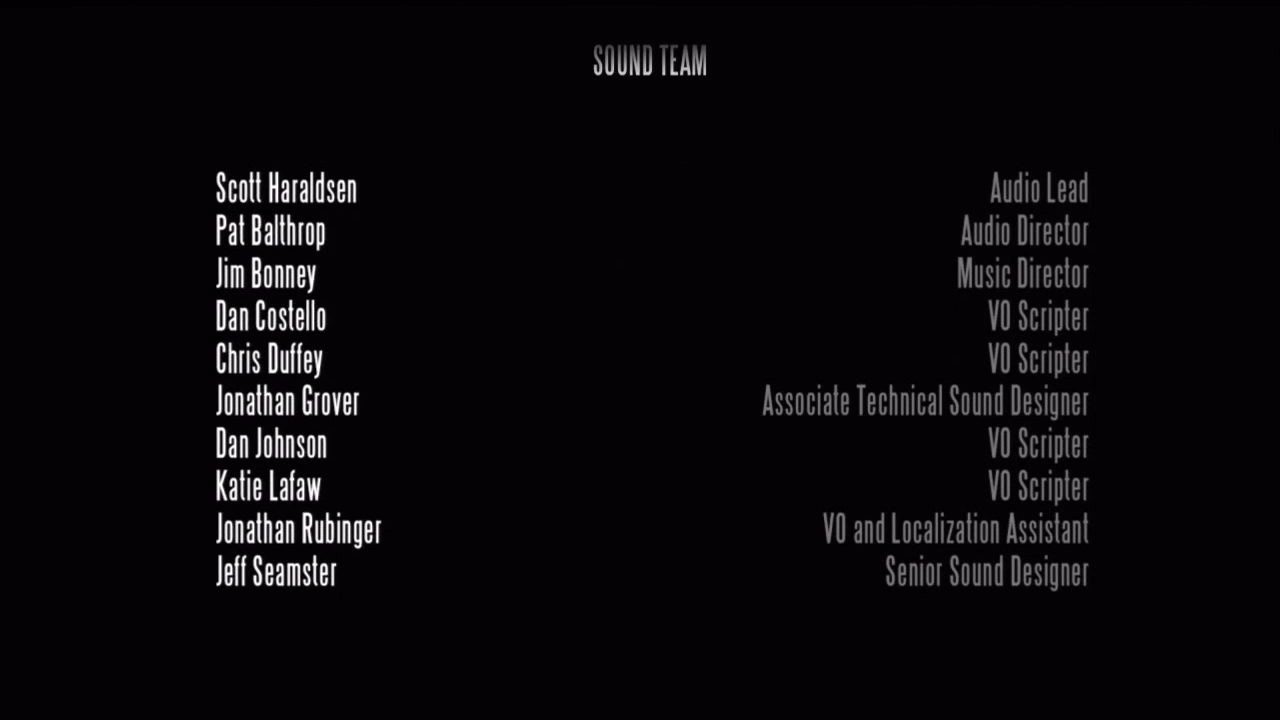 SOUND TEAM
Scott Haraldsen Audio Lead
Pat Balthrop Audio Director
Jim Bonney Music Director
Dan Costello VO Scripter
Chris Duffey VO Scripter
Jonathan Grover Associate Technical Sound Designer
Dan Johnson VO Scripter
Katie Lafaw VO Scripter
Jonathan Rubinger VO and Localization Assistant
Jeff Seamster Senior Sound Designer